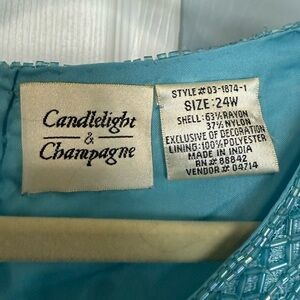 Candlelight
&
Champagne
STYLE# 03-1874-1
SIZE: 24W
SHELL: 63% RAYON
37% NYLON
EXCLUSIVE OF DECORATION
LINING: 100% POLYESTER
MADE IN INDIA
RN# 88842
VENDOR# 04714